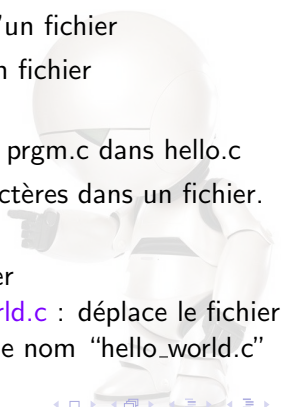 'un fichier
n fichier
prgm.c dans hello.c
ctères dans un fichier.
er
rld.c : déplace le fichier
e nom “hello_world.c”